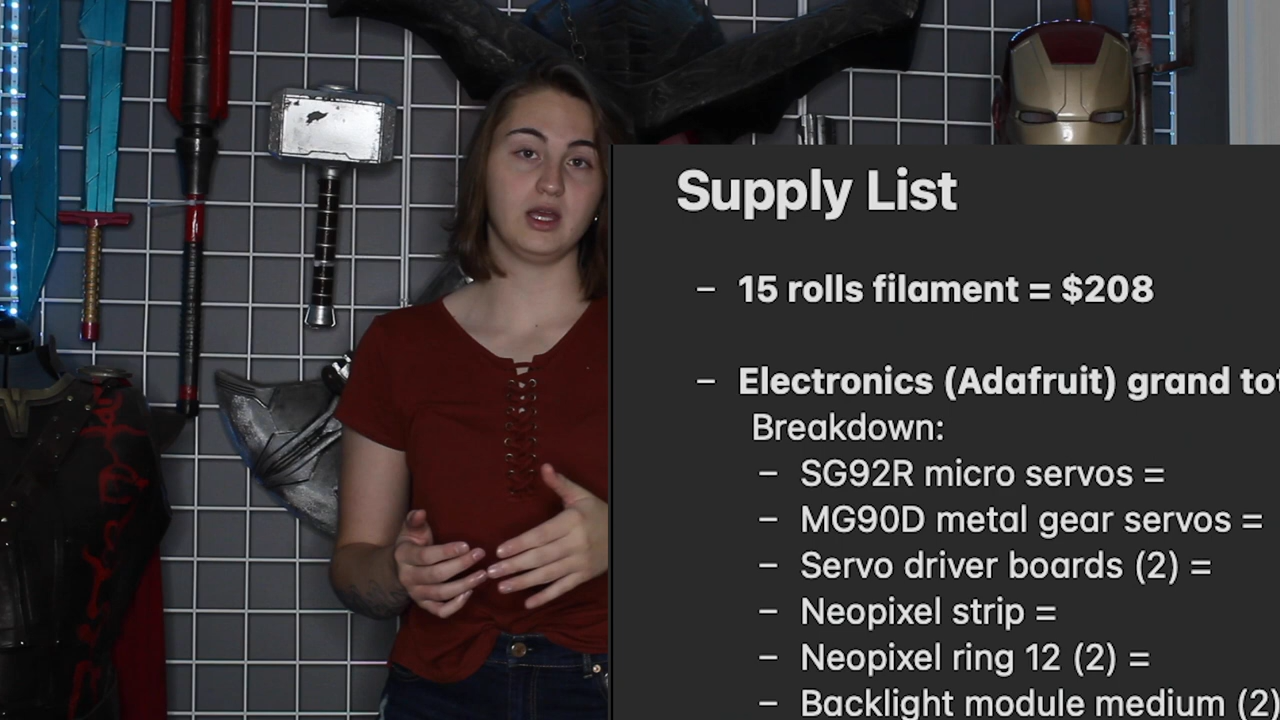 Supply List
– 15 rolls filament = $208
– Electronics (Adafruit) grand
Breakdown:
– SG92R micro servos =
– MG90D metal gear servos =
– Servo driver boards (2) =
– Neopixel strip =
– Neopixel ring 12 (2) =
– Backlight module medium (2)